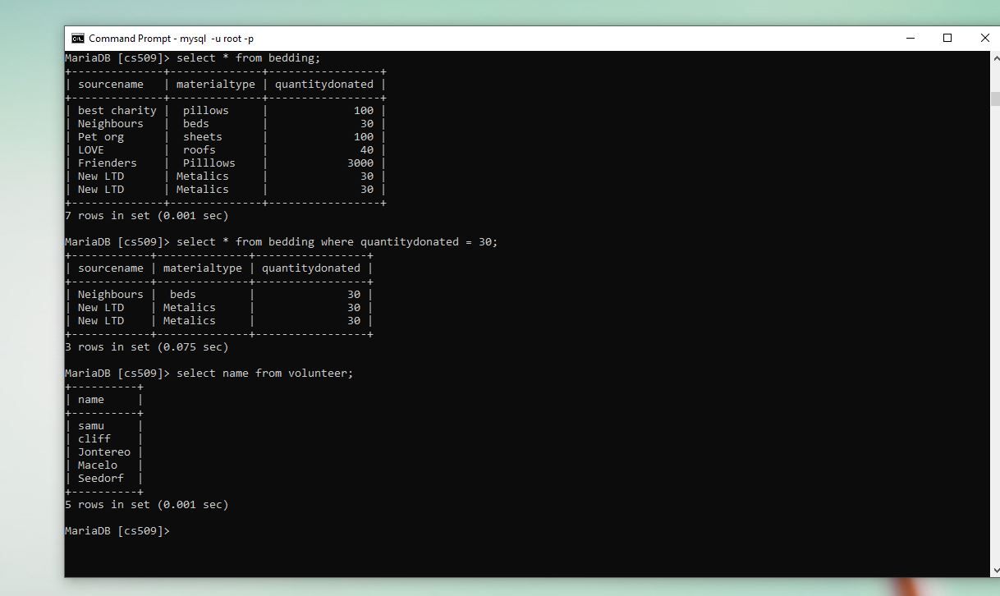 Command Prompt - mysql  -u root -p
MariaDB [cs509]> select * from bedding;
+--------------+--------------+-----------------+
| sourcename   | materialtype | quantitydonated |
+--------------+--------------+-----------------+
| best charity |  pillows     |             100 |
| Neighbours   |  beds        |              30 |
| Pet org      |  sheets      |             100 |
| LOVE         |  roofs       |              40 |
| Frienders    |  Pilllows    |            3000 |
| New LTD      | Metalics     |              30 |
| New LTD      | Metalics     |              30 |
+--------------+--------------+-----------------+
7 rows in set (0.001 sec)
MariaDB [cs509]> select * from bedding where quantitydonated = 30;
+------------+--------------+-----------------+
| sourcename | materialtype | quantitydonated |
+------------+--------------+-----------------+
| Neighbours |  beds        |              30 |
| New LTD    | Metalics     |              30 |
| New LTD    | Metalics     |              30 |
+------------+--------------+-----------------+
3 rows in set (0.075 sec)
MariaDB [cs509]> select name from volunteer;
+----------+
| name     |
+----------+
| samu     |
| cliff    |
| Jontereo |
| Macelo   |
| Seedorf  |
+----------+
5 rows in set (0.001 sec)
MariaDB [cs509]>